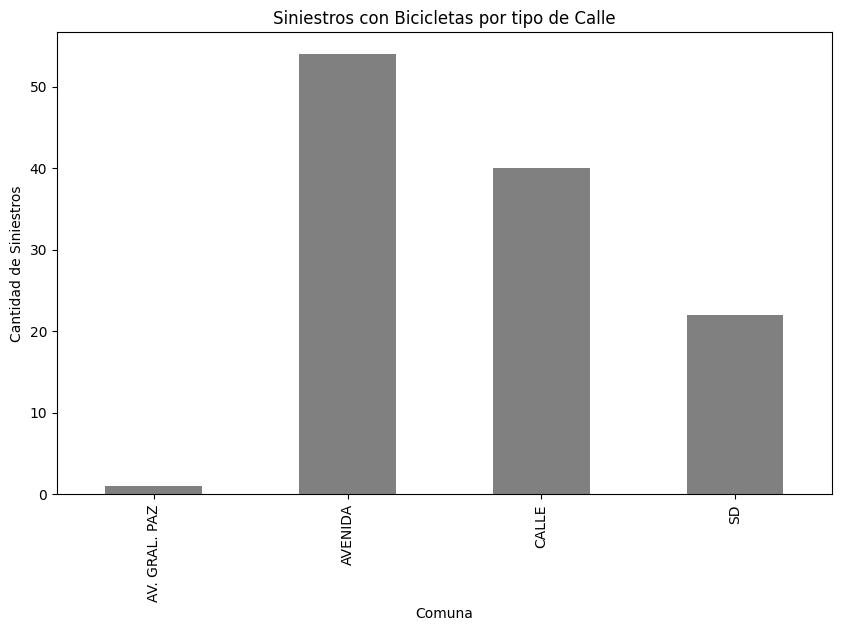 Siniestros con Bicicletas por tipo de Calle
Cantidad de Siniestros
50
40
30
20
10
0
AV. GRAL. PAZ
AVENIDA
CALLE
SD
Comuna